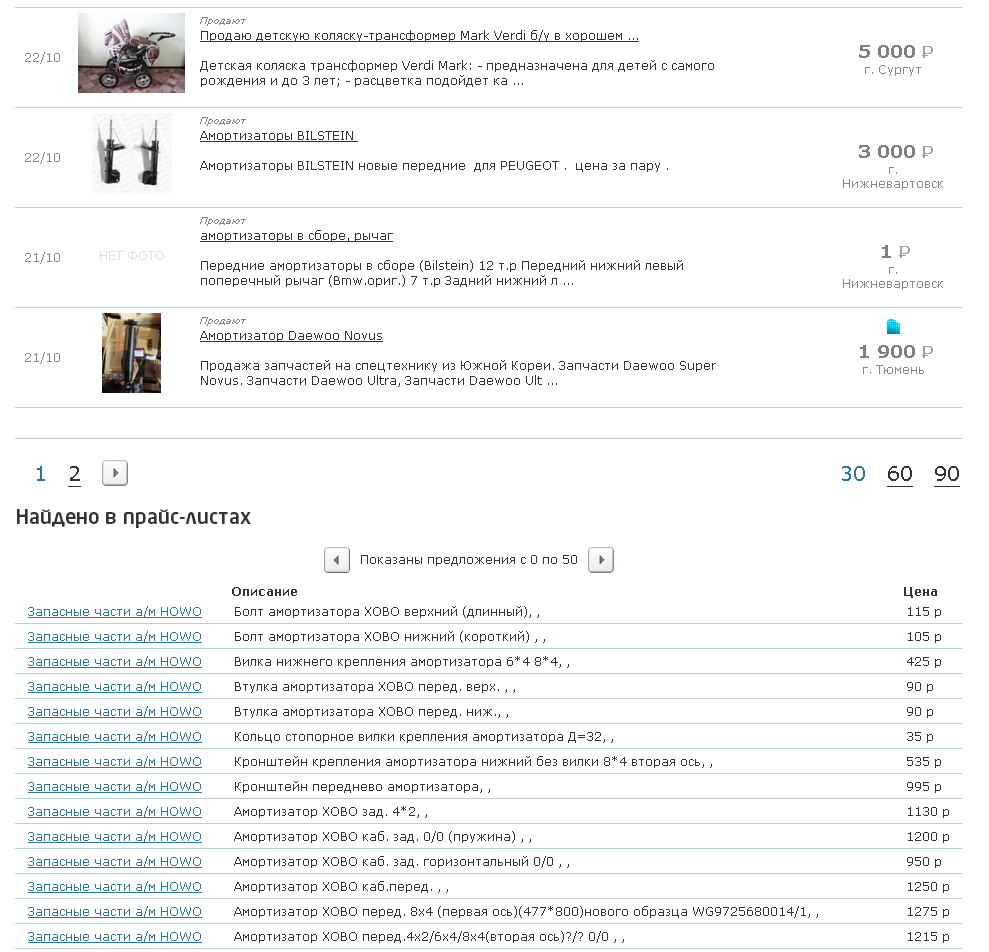 Продают
Продаю детскую коляску-трансформер Mark Verdi б/у в хорошем ...
22/10
Детская коляска трансформер Verdi Mark: - предназначена для детей с самого
рождения и до 3 лет; - расцветка подойдет ка ...
5 000 ₽
г. Сургут
Продают
Амортизаторы BILSTEIN
22/10
Амортизаторы BILSTEIN новые передние для PEUGEOT . цена за пару .
3 000 ₽
г.
Нижневартовск
Продают
амортизаторы в сборе, рычаг
21/10
НЕТ ФОТО
Передние амортизаторы в сборе (Bilstein) 12 т.р Передний нижний левый
поперечный рычаг (Bmw.ориг.) 7 т.р Задний нижний л ...
1 ₽
г.
Нижневартовск
Продают
Амортизатор Daewoo Novus
21/10
Продажа запчастей на спецтехнику из Южной Кореи. Запчасти Daewoo Super
Novus. Запчасти Daewoo Ultra, Запчасти Daewoo Ult ...
1 900 ₽
г. Тюмень
1 2
30 60 90
Найдено в прайс-листах
Показаны предложения с 0 по 50
Описание Цена
Запасные части а/м HOWO Болт амортизатора ХОВО верхний (длинный), , 115 р
Запасные части а/м HOWO Болт амортизатора ХОВО нижний (короткий) , , 105 р
Запасные части а/м HOWO Вилка нижнего крепления амортизатора 6*4 8*4, , 425 р
Запасные части а/м HOWO Втулка амортизатора ХОВО перед. верх. , , 90 р
Запасные части а/м HOWO Втулка амортизатора ХОВО перед. ниж., , 90 р
Запасные части а/м HOWO Кольцо стопорное вилки крепления амортизатора Д=32, , 35 р
Запасные части а/м HOWO Кронштейн крепления амортизатора нижний без вилки 8*4 вторая ось, , 535 р
Запасные части а/м HOWO Кронштейн переднево амортизатора, , 995 р
Запасные части а/м HOWO Амортизатор ХОВО зад. 4*2, , 1130 р
Запасные части а/м HOWO Амортизатор ХОВО каб. зад. 0/0 (пружина) , , 1200 р
Запасные части а/м HOWO Амортизатор ХОВО каб. зад. горизонтальный 0/0 , , 950 р
Запасные части а/м HOWO Амортизатор ХОВО каб.перед. , , 1250 р
Запасные части а/м HOWO Амортизатор ХОВО перед. 8х4 (первая ось)(477*800)нового образца WG9725680014/1, , 1275 р
Запасные части а/м HOWO Амортизатор ХОВО перед.4х2/6х4/8х4(вторая ось)?/? 0/0 , , 1215 р